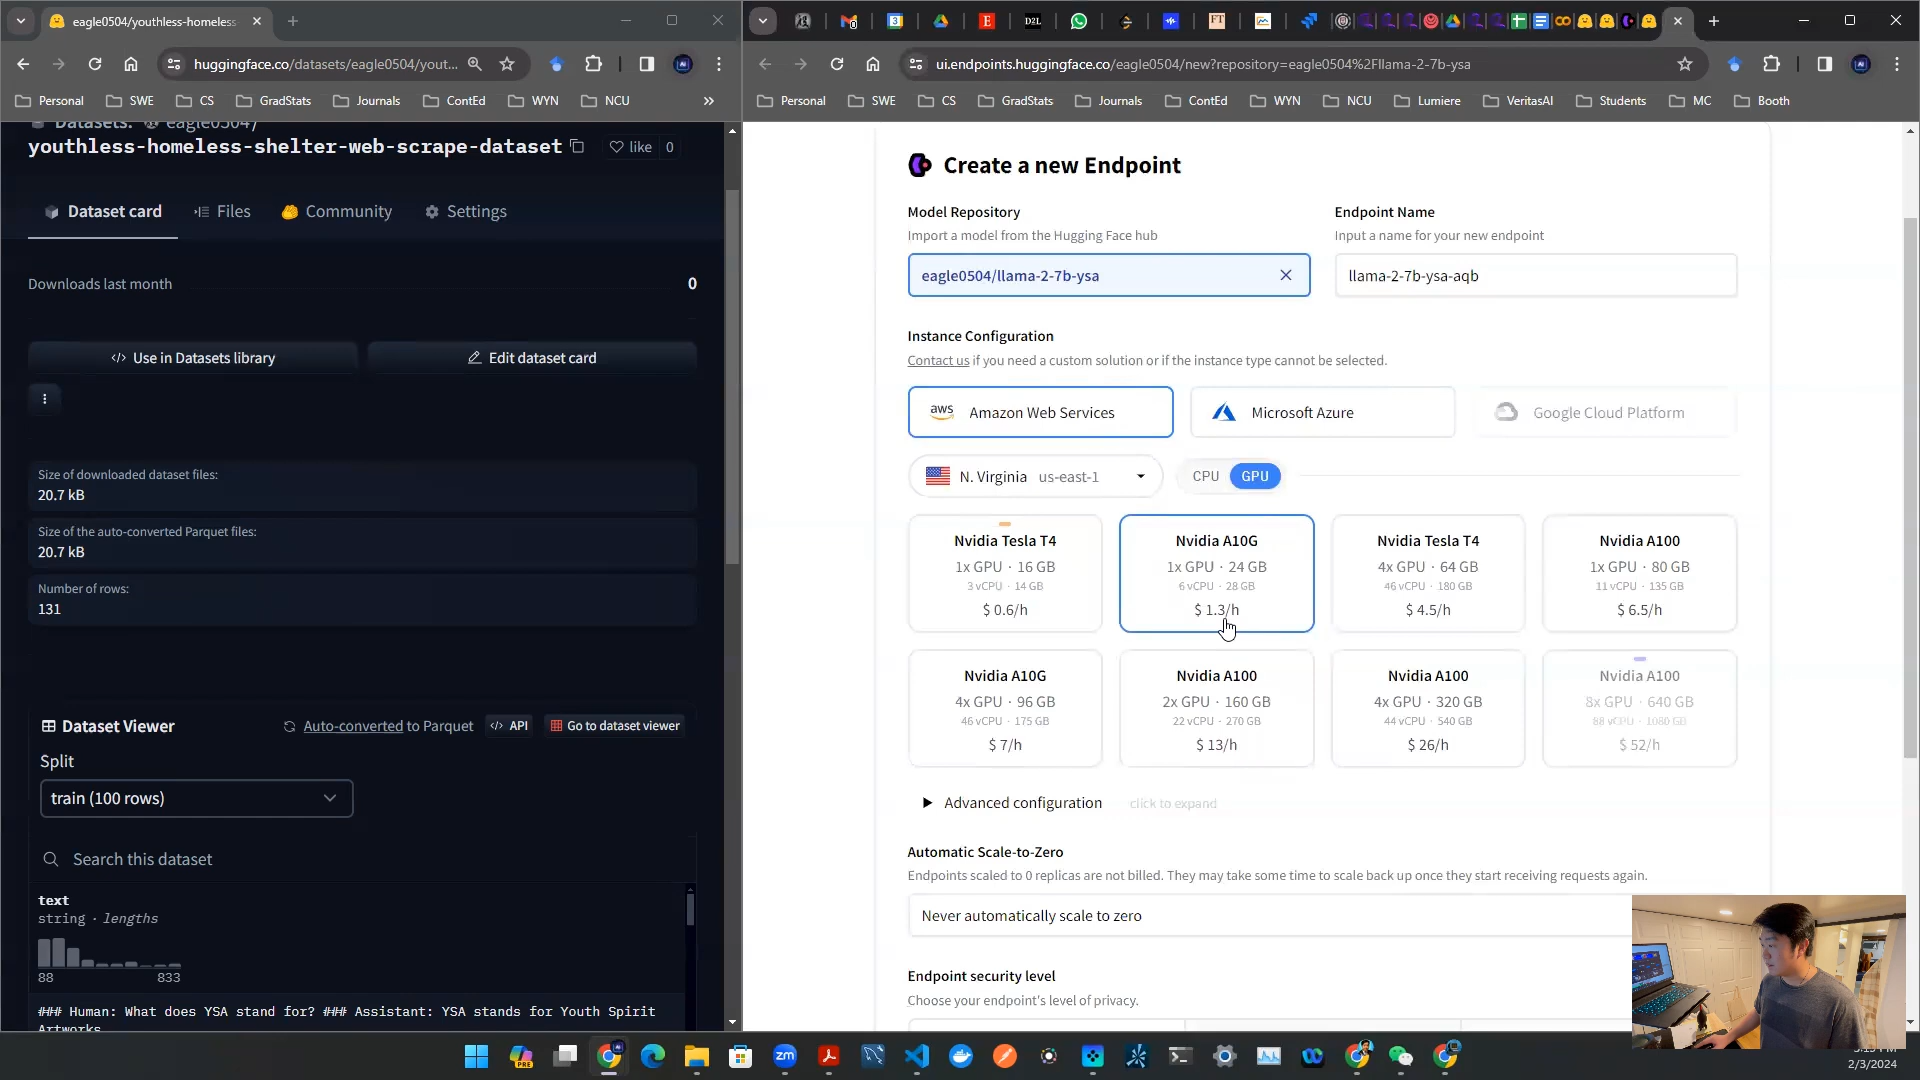 eagle0504/youthless-homeless
huggingface.co/datasets/eagle0504/yout...
Personal SWE CS GradStats Journals ContEd WYN NCU
Datasets: eagle0504/
youthless-homeless-shelter-web-scrape-dataset
like 0
Dataset card Files Community Settings
Downloads last month 0
Use in Datasets library
Edit dataset card
Size of downloaded dataset files:
20.7 kB
Size of the auto-converted Parquet files:
20.7 kB
Number of rows:
131
Dataset Viewer Auto-converted to Parquet API Go to dataset viewer
Split
train (100 rows)
Search this dataset
text
string · lengths
88 833
### Human: What does YSA stand for? ### Assistant: YSA stands for Youth Spirit
Artworks
D2L FT
ui.endpoints.huggingface.co/eagle0504/new?repository=eagle0504%2Fllama-2-7b-ysa
Personal SWE CS GradStats Journals ContEd WYN NCU Lumiere VeritasAI Students MC Booth
Create a new Endpoint
Model Repository
Import a model from the Hugging Face hub
eagle0504/llama-2-7b-ysa
Endpoint Name
Input a name for your new endpoint
llama-2-7b-ysa-aqb
Instance Configuration
Contact us if you need a custom solution or if the instance type cannot be selected.
aws Amazon Web Services
Microsoft Azure
Google Cloud Platform
N. Virginia us-east-1
CPU GPU
Nvidia Tesla T4
1x GPU · 16 GB
3 vCPU · 14 GB
$ 0.6/h
Nvidia A10G
1x GPU · 24 GB
6 vCPU · 28 GB
$ 1.3/h
Nvidia Tesla T4
4x GPU · 64 GB
46 vCPU · 180 GB
$ 4.5/h
Nvidia A100
1x GPU · 80 GB
11 vCPU · 135 GB
$ 6.5/h
Nvidia A10G
4x GPU · 96 GB
46 vCPU · 175 GB
$ 7/h
Nvidia A100
2x GPU · 160 GB
22 vCPU · 270 GB
$ 13/h
Nvidia A100
4x GPU · 320 GB
44 vCPU · 540 GB
$ 26/h
Nvidia A100
8x GPU · 640 GB
88 vCPU · 1080 GB
$ 52/h
Advanced configuration click to expand
Automatic Scale-to-Zero
Endpoints scaled to 0 replicas are not billed. They may take some time to scale back up once they start receiving requests again.
Never automatically scale to zero
Endpoint security level
Choose your endpoint's level of privacy.
PRE
zm
2/3/2024